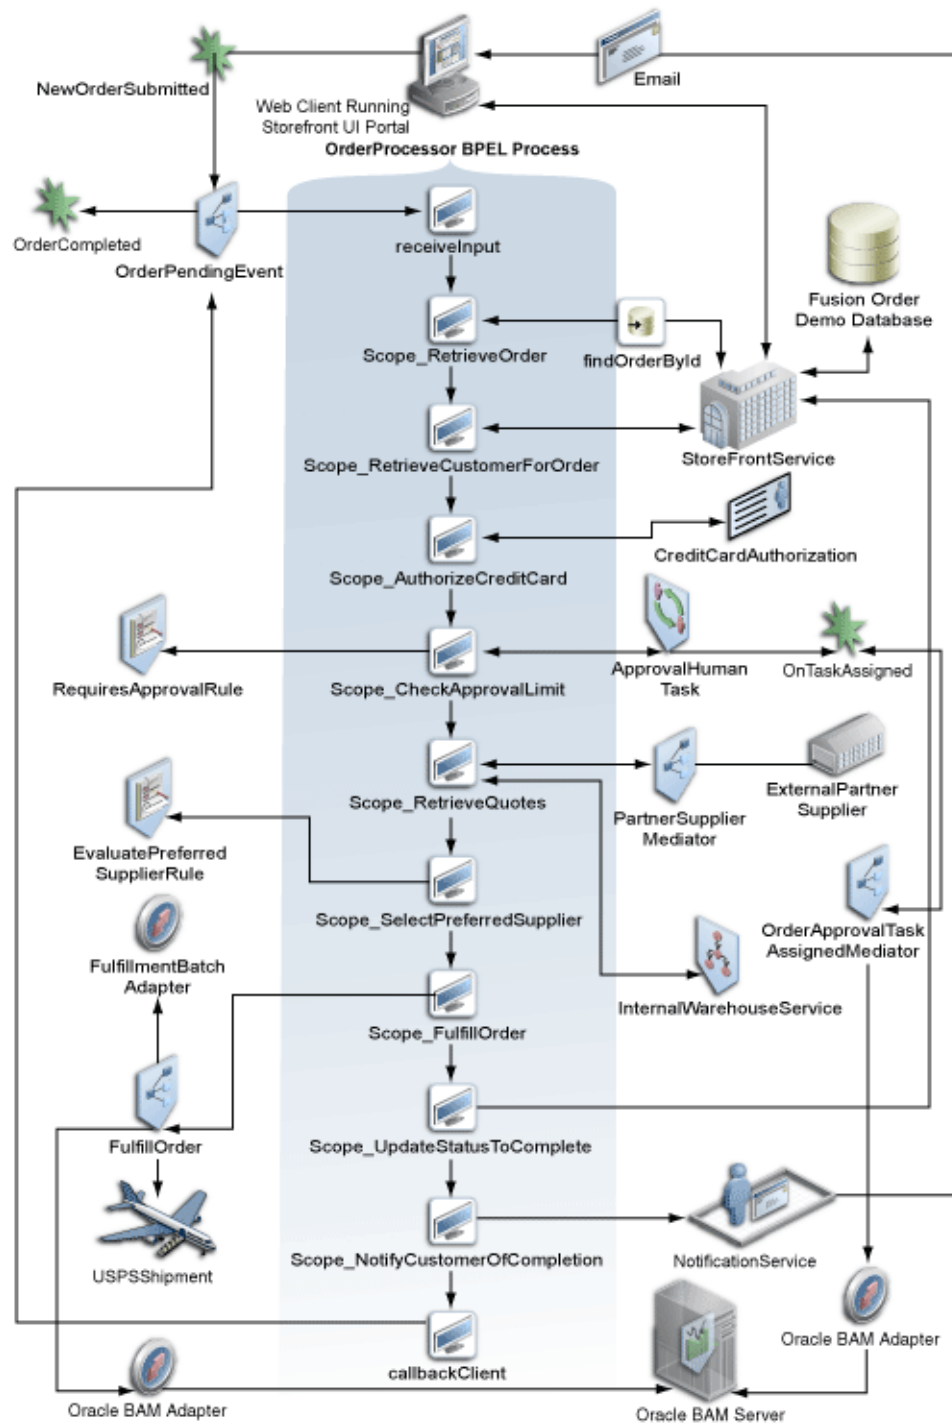 Email
NewOrderSubmitted
Web Client Running
Storefront UI Portal
OrderProcessor BPEL Process
OrderCompleted
OrderPendingEvent
receiveInput
Fusion Order
Demo Database
Scope_RetrieveOrder
findOrderById
Scope_RetrieveCustomerForOrder
StoreFrontService
Scope_AuthorizeCreditCard
CreditCardAuthorization
RequiresApprovalRule
Scope_CheckApprovalLimit
ApprovalHuman
Task
OnTaskAssigned
Scope_RetrieveQuotes
PartnerSupplier
Mediator
ExternalPartner
Supplier
EvaluatePreferred
SupplierRule
Scope_SelectPreferredSupplier
OrderApprovalTask
AssignedMediator
FulfillmentBatch
Adapter
InternalWarehouseService
Scope_FulfillOrder
FulfillOrder
Scope_UpdateStatusToComplete
USPSShipment
Scope_NotifyCustomerOfCompletion
NotificationService
Oracle BAM Adapter
callbackClient
Oracle BAM Adapter
Oracle BAM Server